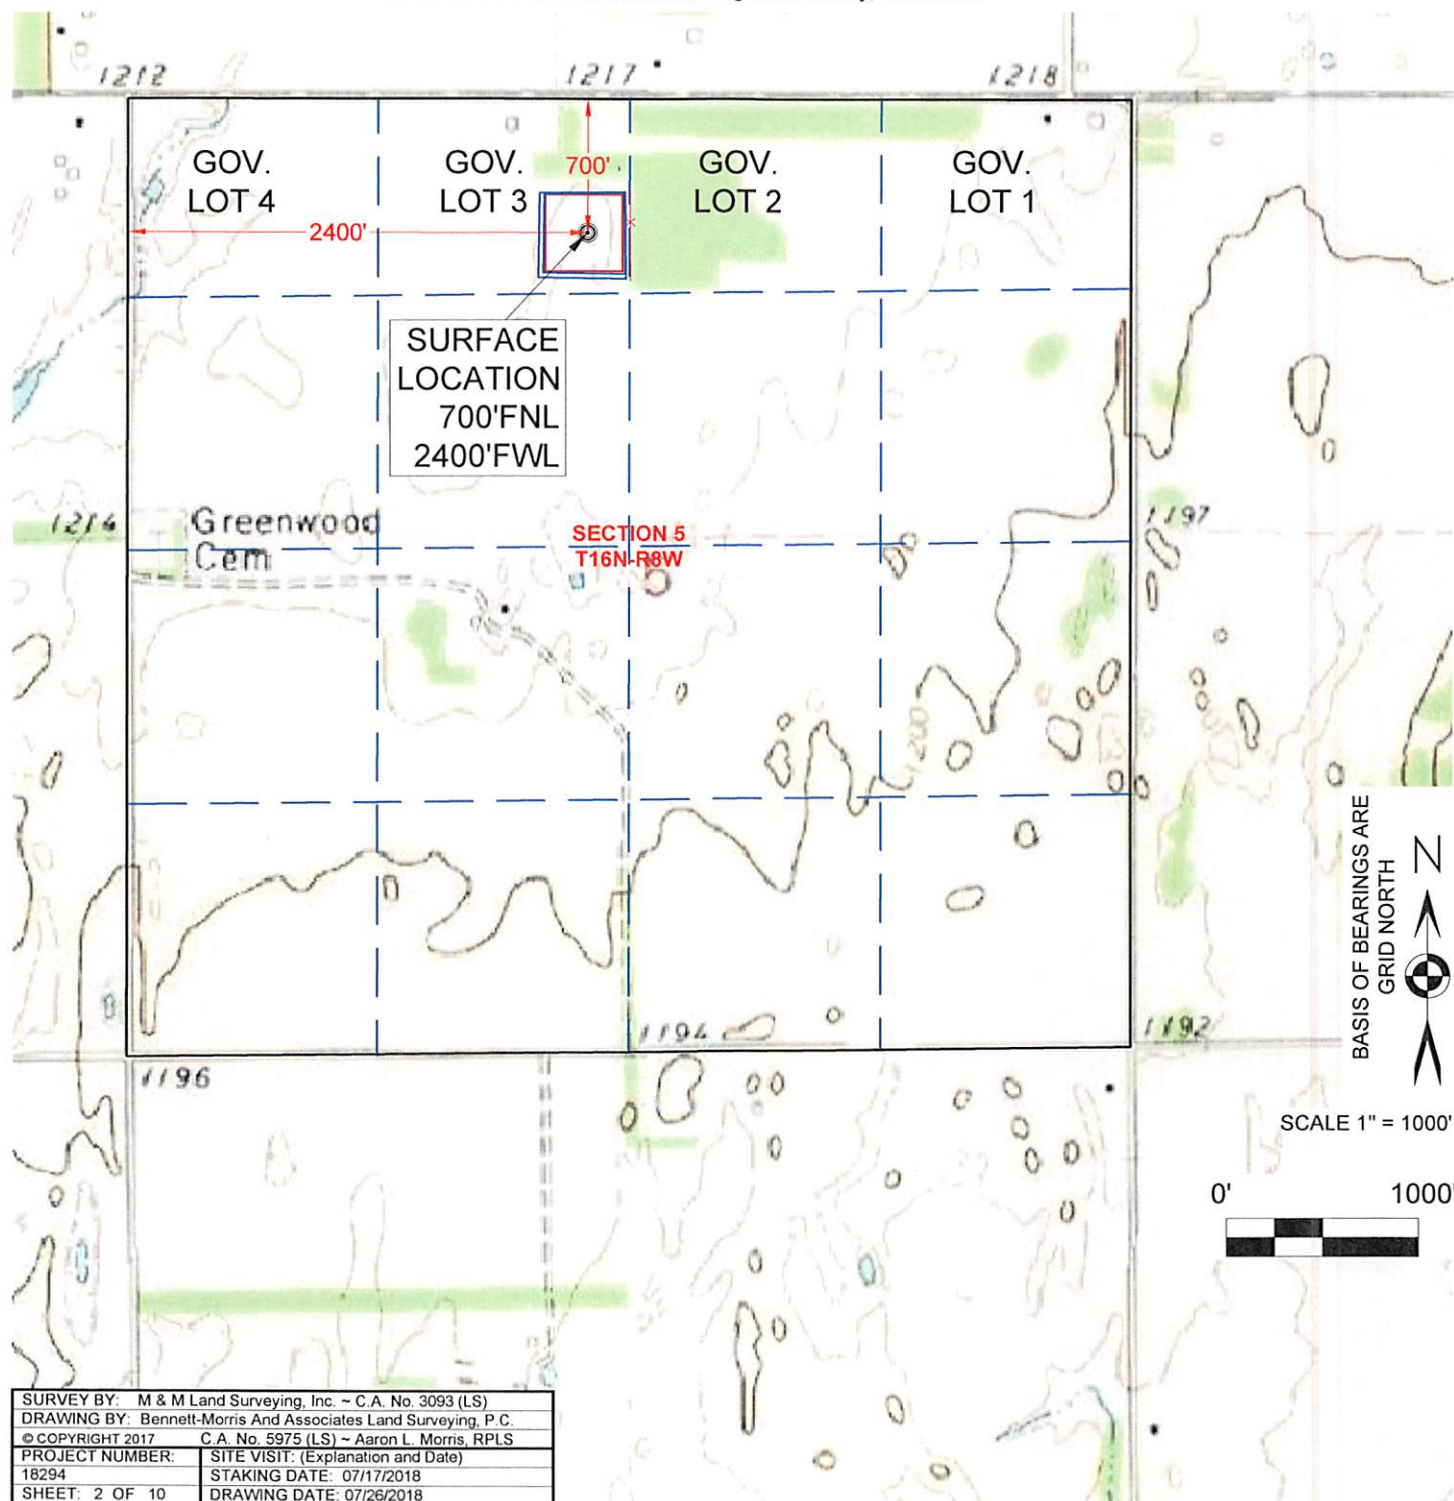 1212
1217
1218
GOV.
LOT 4
GOV.
LOT 3
700'
GOV.
LOT 2
GOV.
LOT 1
2400'
SURFACE
LOCATION
700'FNL
2400'FWL
1214
Greenwood
Cem
SECTION 5
T16N-R8W
1197
1200
1194
1192
1196
BASIS OF BEARINGS ARE
GRID NORTH
N
SCALE 1" = 1000'
0' 1000'
SURVEY BY: M & M Land Surveying, Inc. ~ C.A. No. 3093 (LS)
DRAWING BY: Bennett-Morris And Associates Land Surveying, P.C.
© COPYRIGHT 2017 C.A. No. 5975 (LS) ~ Aaron L. Morris, RPLS
PROJECT NUMBER: SITE VISIT: (Explanation and Date)
18294 STAKING DATE: 07/17/2018
SHEET: 2 OF 10 DRAWING DATE: 07/26/2018